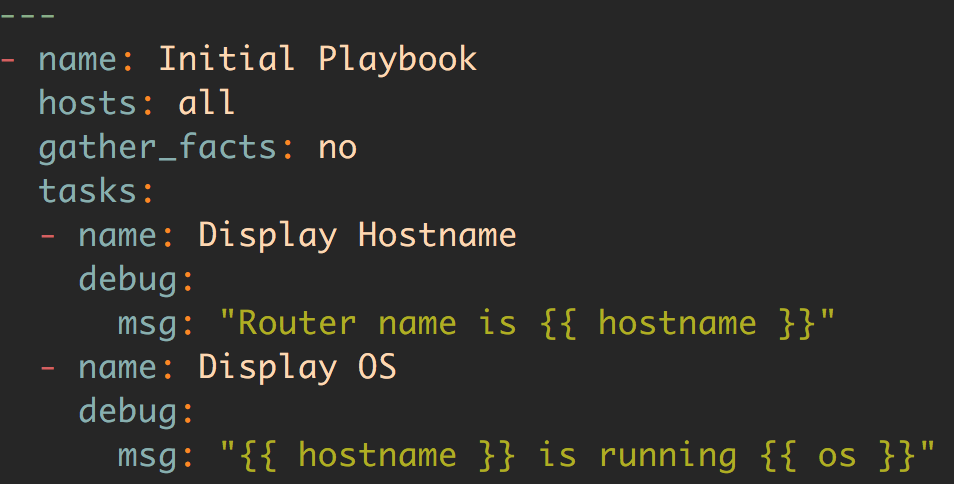 ---
- name: Initial Playbook
  hosts: all
  gather_facts: no
  tasks:
  - name: Display Hostname
    debug:
      msg: "Router name is {{ hostname }}"
  - name: Display OS
    debug:
      msg: "{{ hostname }} is running {{ os }}"